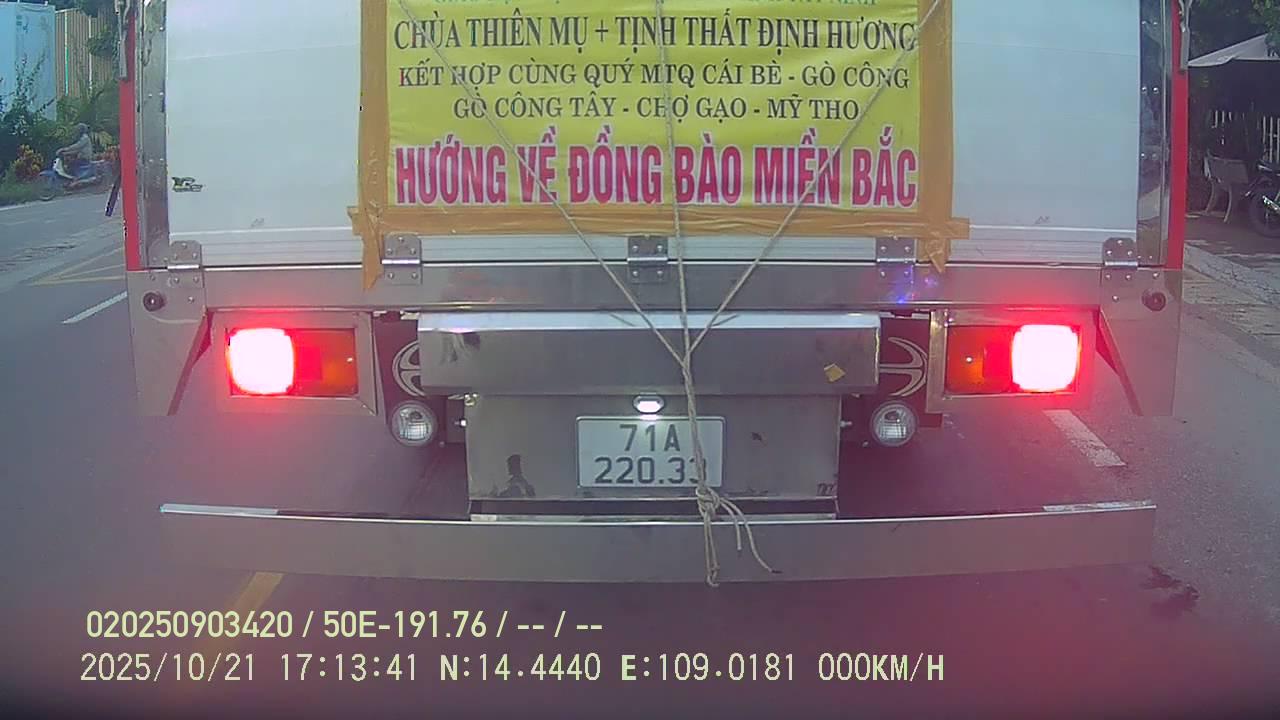 CHÙA THIÊN MỤ + TỊNH THẤT ĐỊNH HƯƠNG
KẾT HỢP CÙNG QUÝ MTQ CÁI BÈ - GÒ CÔNG
GÒ CÔNG TÂY - CHỢ GẠO - MỸ THO
HƯỚNG VỀ ĐỒNG BÀO MIỀN BẮC
71A
220.33
020250903420 / 50E-191.76 / -- / --
2025/10/21 17:13:41 N:14.4440 E:109.0181 000KM/H